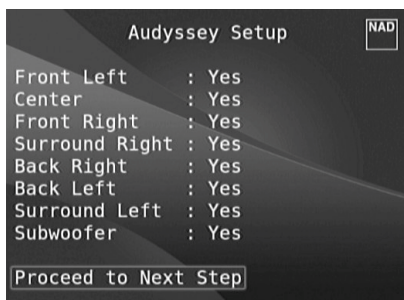 Audyssey Setup
NAD
Front Left : Yes
Center : Yes
Front Right : Yes
Surround Right : Yes
Back Right : Yes
Back Left : Yes
Surround Left : Yes
Subwoofer : Yes
Proceed to Next Step